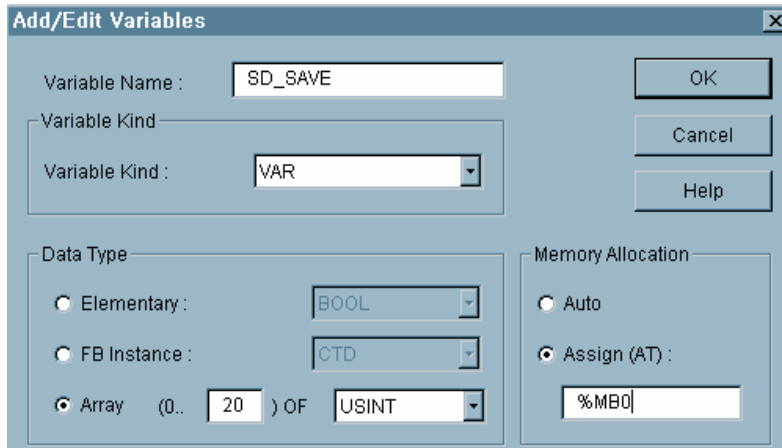 Add/Edit Variables
Variable Name : SD_SAVE OK
Variable Kind Cancel
Variable Kind : VAR Help
Data Type Memory Allocation
Elementary : BOOL Auto
FB Instance : CTD Assign (AT) :
Array (0.. 20 ) OF USINT %MB0